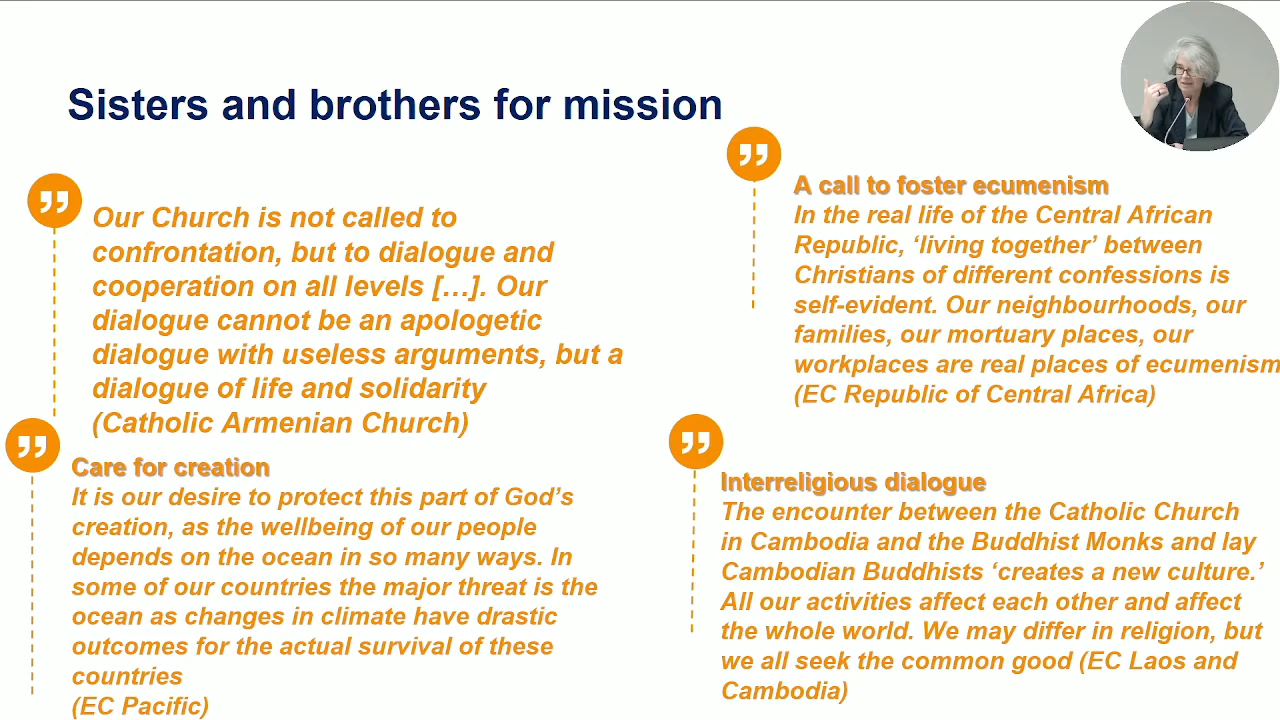 Sisters and brothers for mission
Our Church is not called to
confrontation, but to dialogue and
cooperation on all levels […]. Our
dialogue cannot be an apologetic
dialogue with useless arguments, but a
dialogue of life and solidarity
(Catholic Armenian Church)
Care for creation
It is our desire to protect this part of God’s
creation, as the wellbeing of our people
depends on the ocean in so many ways. In
some of our countries the major threat is the
ocean as changes in climate have drastic
outcomes for the actual survival of these
countries
(EC Pacific)
A call to foster ecumenism
In the real life of the Central African
Republic, ‘living together’ between
Christians of different confessions is
self-evident. Our neighbourhoods, our
families, our mortuary places, our
workplaces are real places of ecumenism
(EC Republic of Central Africa)
Interreligious dialogue
The encounter between the Catholic Church
in Cambodia and the Buddhist Monks and lay
Cambodian Buddhists ‘creates a new culture.’
All our activities affect each other and affect
the whole world. We may differ in religion, but
we all seek the common good (EC Laos and
Cambodia)